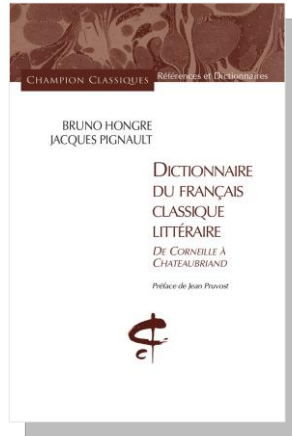 CHAMPION CLASSIQUES Références et Dictionnaires
BRUNO HONGRE
JACQUES PIGNAULT
DICTIONNAIRE
DU FRANÇAIS
CLASSIQUE
LITTÉRAIRE
DE CORNEILLE À
CHATEAUBRIAND
Préface de Jean Pruvost